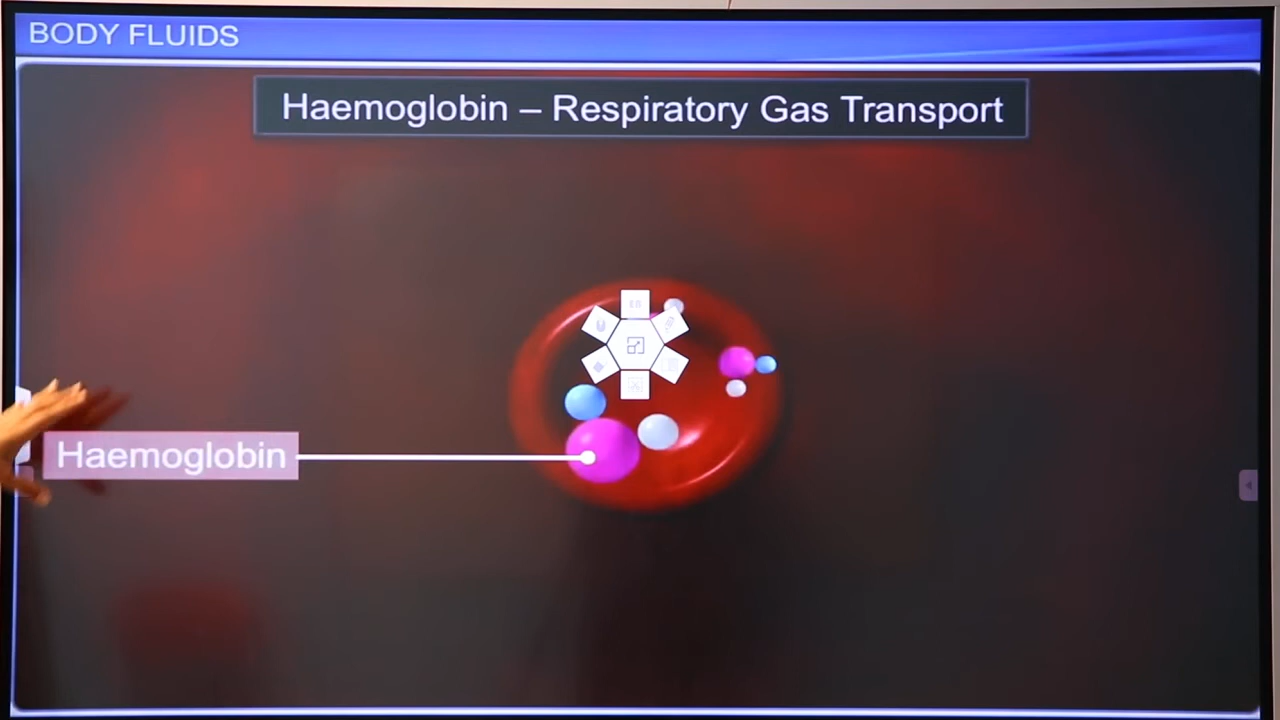 BODY FLUIDS
Haemoglobin – Respiratory Gas Transport
Haemoglobin